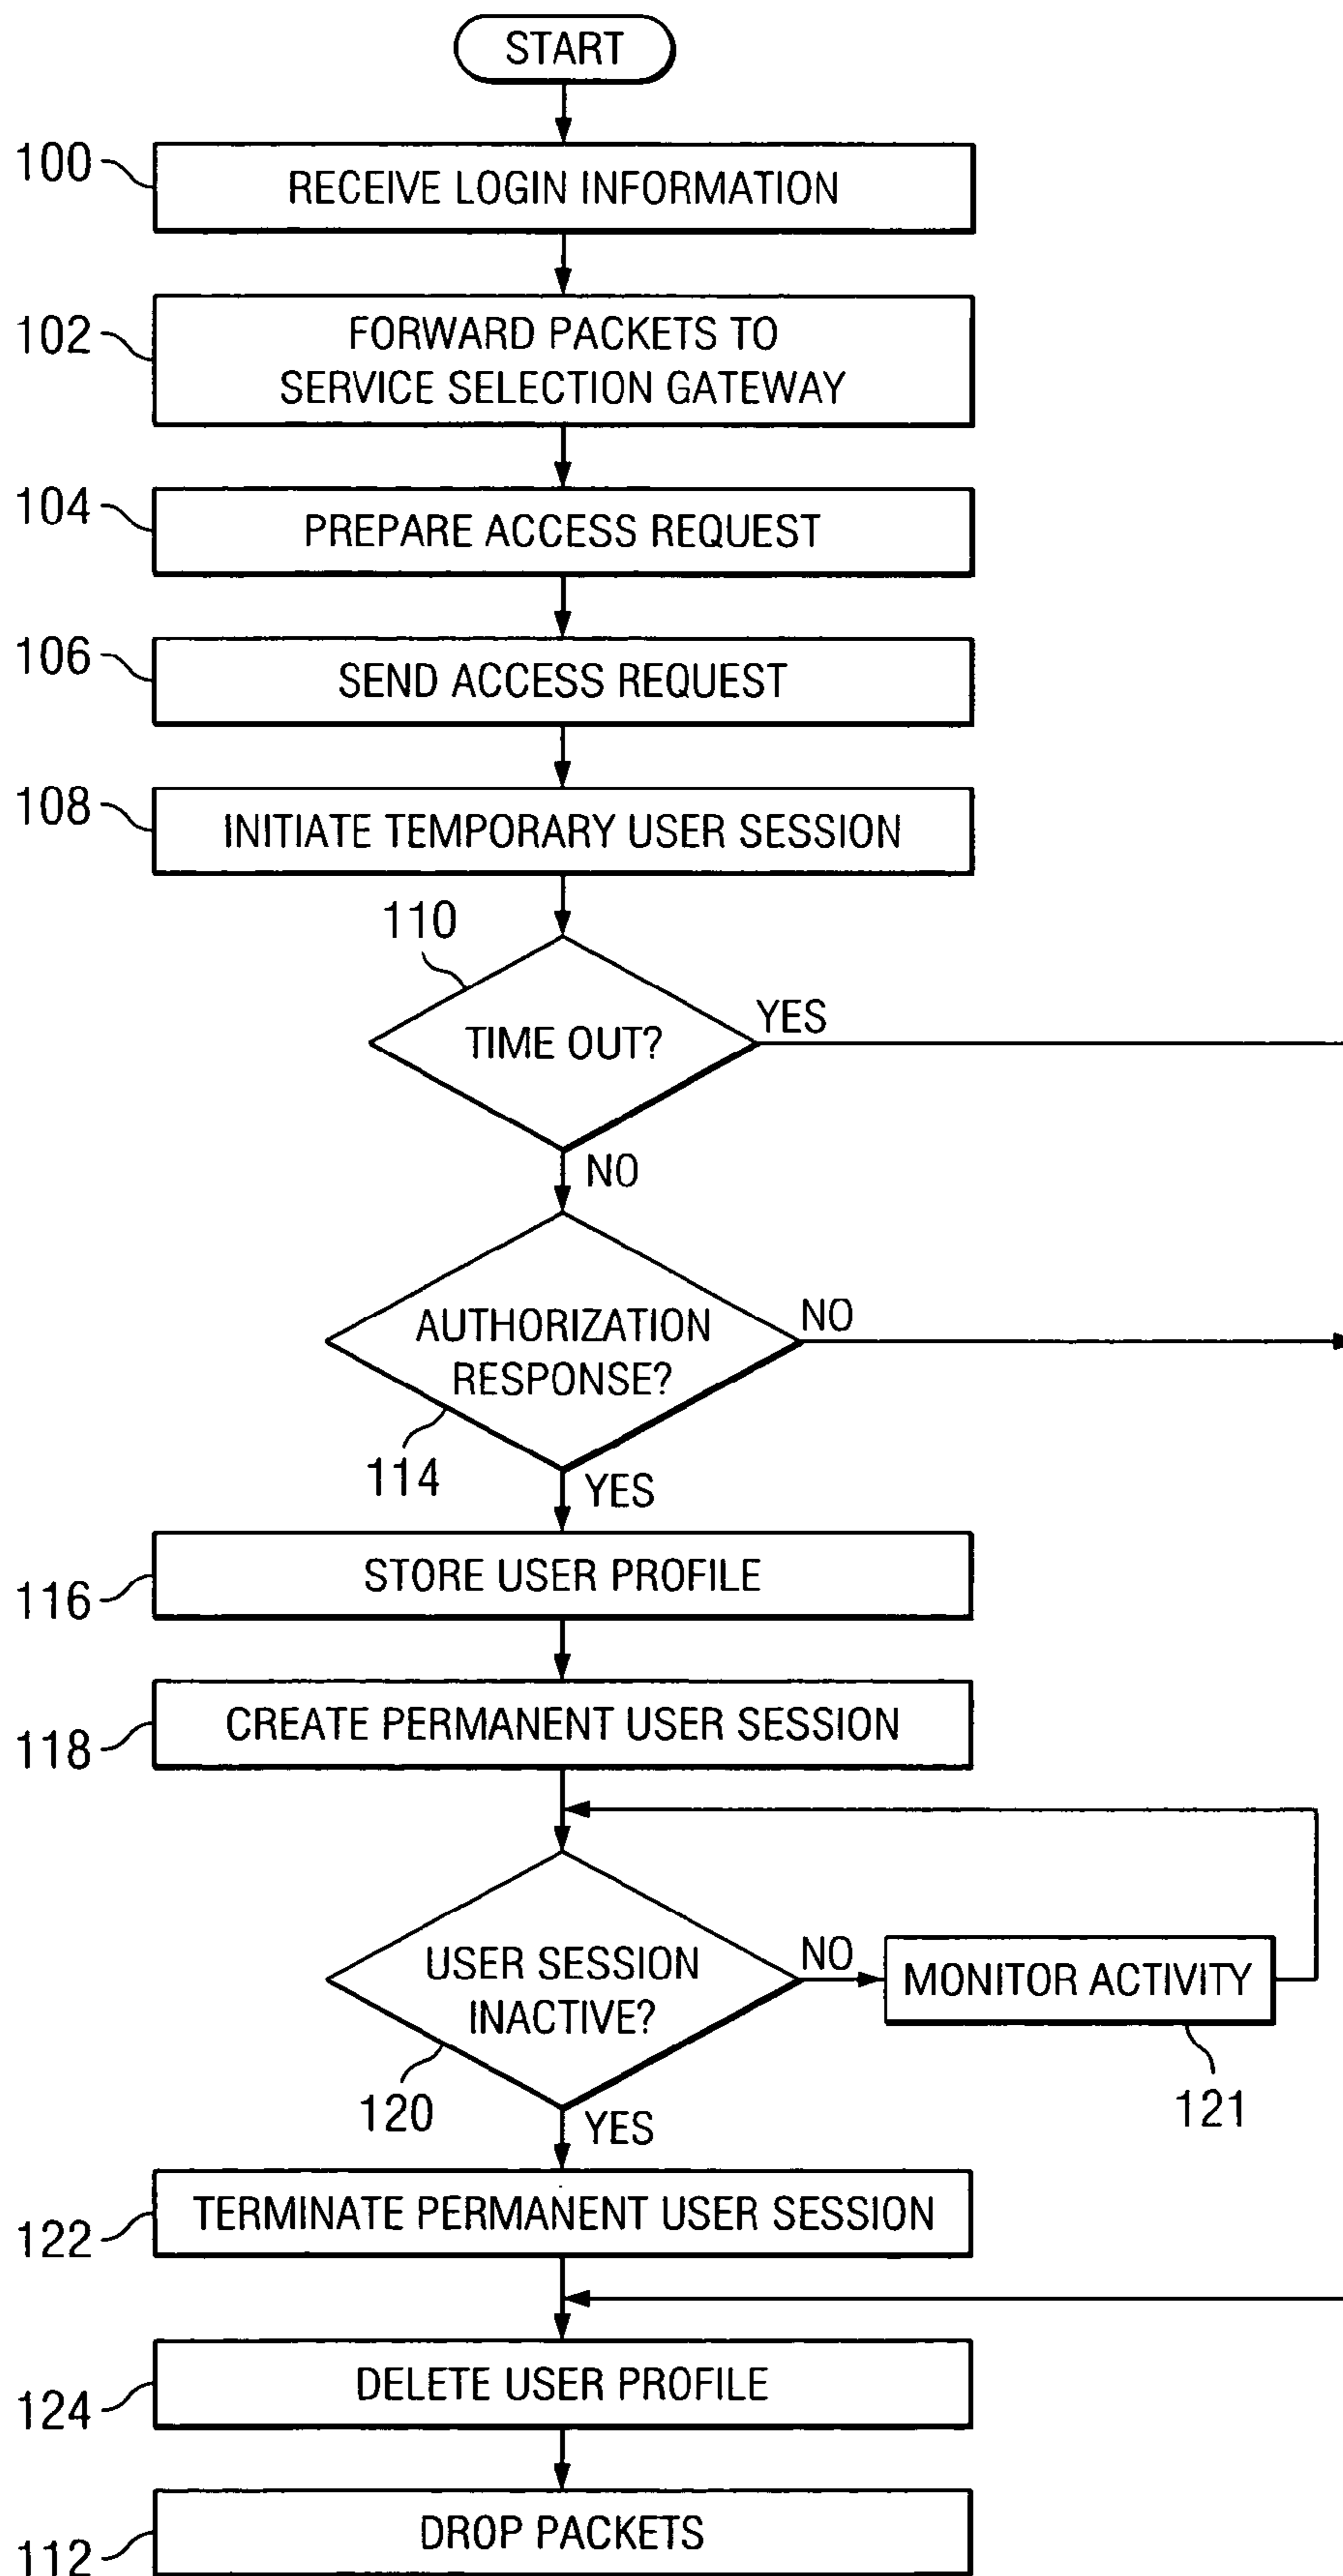 START
100
RECEIVE LOGIN INFORMATION
102
FORWARD PACKETS TO
SERVICE SELECTION GATEWAY
104
PREPARE ACCESS REQUEST
106
SEND ACCESS REQUEST
108
INITIATE TEMPORARY USER SESSION
110
TIME OUT?
YES
NO
AUTHORIZATION
RESPONSE?
NO
114
YES
116
STORE USER PROFILE
118
CREATE PERMANENT USER SESSION
USER SESSION
INACTIVE?
NO
MONITOR ACTIVITY
120
121
YES
122
TERMINATE PERMANENT USER SESSION
124
DELETE USER PROFILE
112
DROP PACKETS